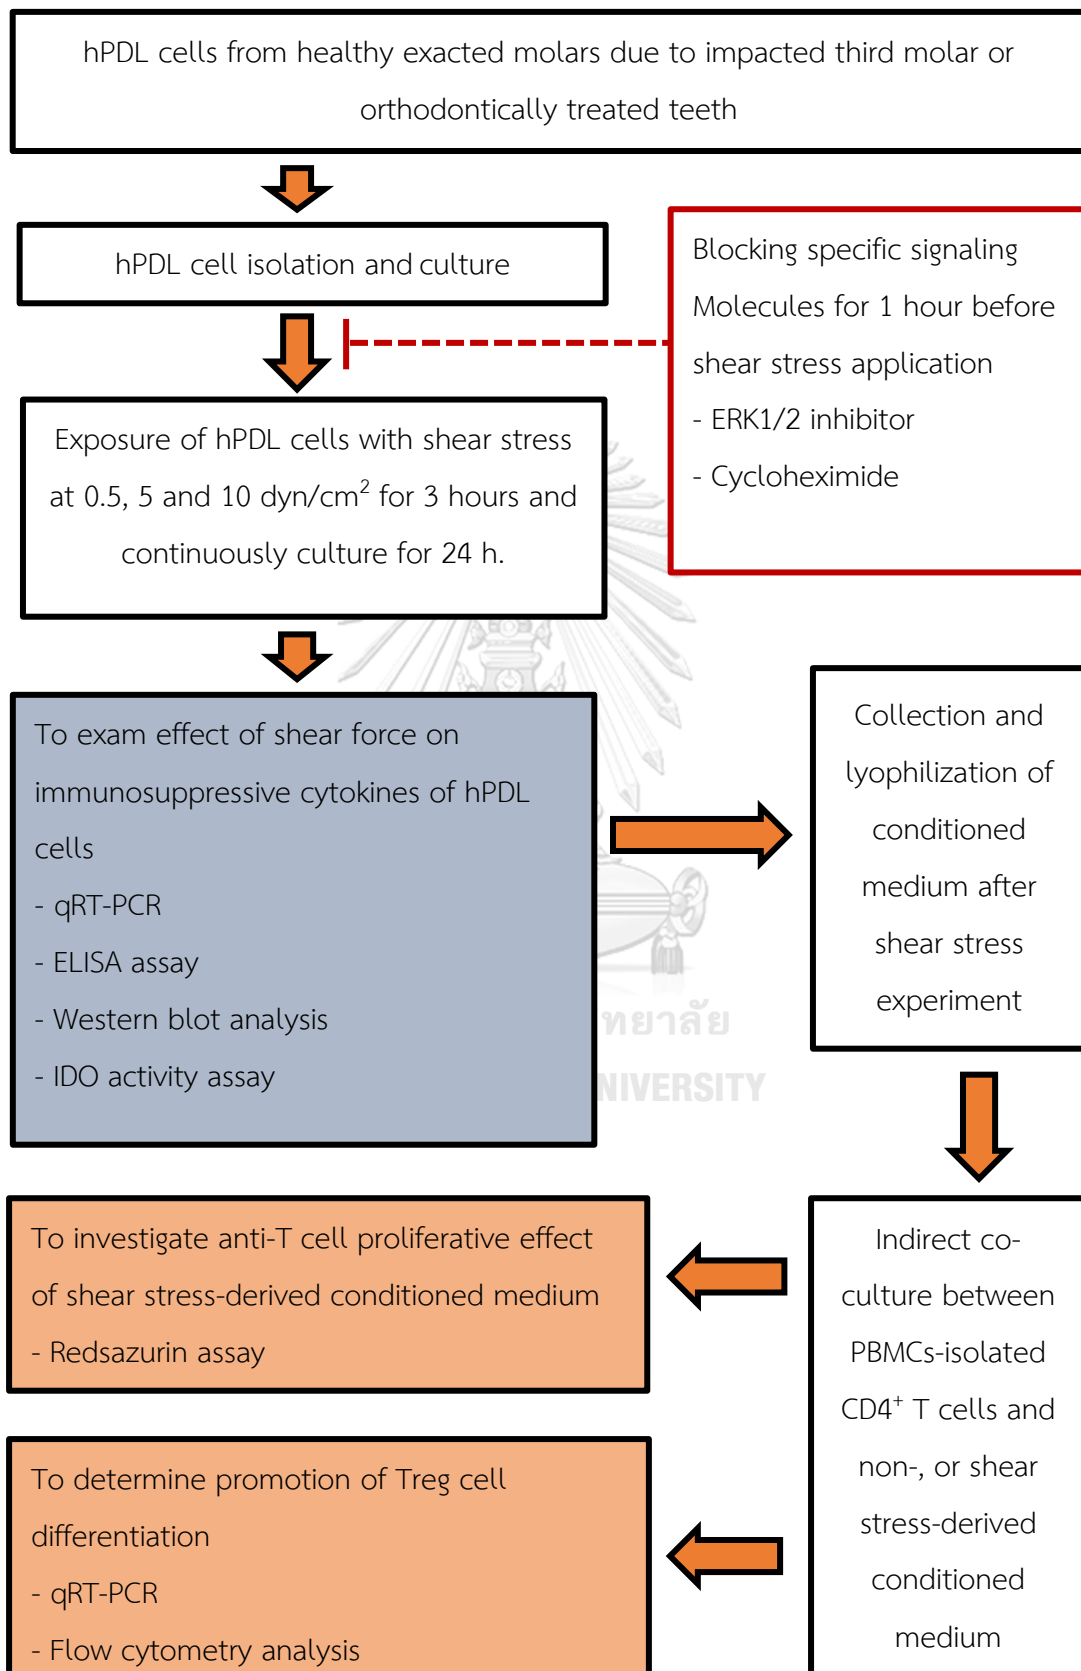 hPDL cells from healthy exacted molars due to impacted third molar or
orthodontically treated teeth
hPDL cell isolation and culture
Blocking specific signaling
Molecules for 1 hour before
shear stress application
- ERK1/2 inhibitor
- Cycloheximide
Exposure of hPDL cells with shear stress
at 0.5, 5 and 10 dyn/cm² for 3 hours and
continuously culture for 24 h.
To exam effect of shear force on
immunosuppressive cytokines of hPDL
cells
- qRT-PCR
- ELISA assay
- Western blot analysis
- IDO activity assay
Collection and
lyophilization of
conditioned
medium after
shear stress
experiment
ทยาลัย
NIVERSITY
To investigate anti-T cell proliferative effect
of shear stress-derived conditioned medium
- Redsazurin assay
Indirect co-
culture between
PBMCs-isolated
CD4⁺ T cells and
non-, or shear
stress-derived
conditioned
medium
To determine promotion of Treg cell
differentiation
- qRT-PCR
- Flow cytometry analysis